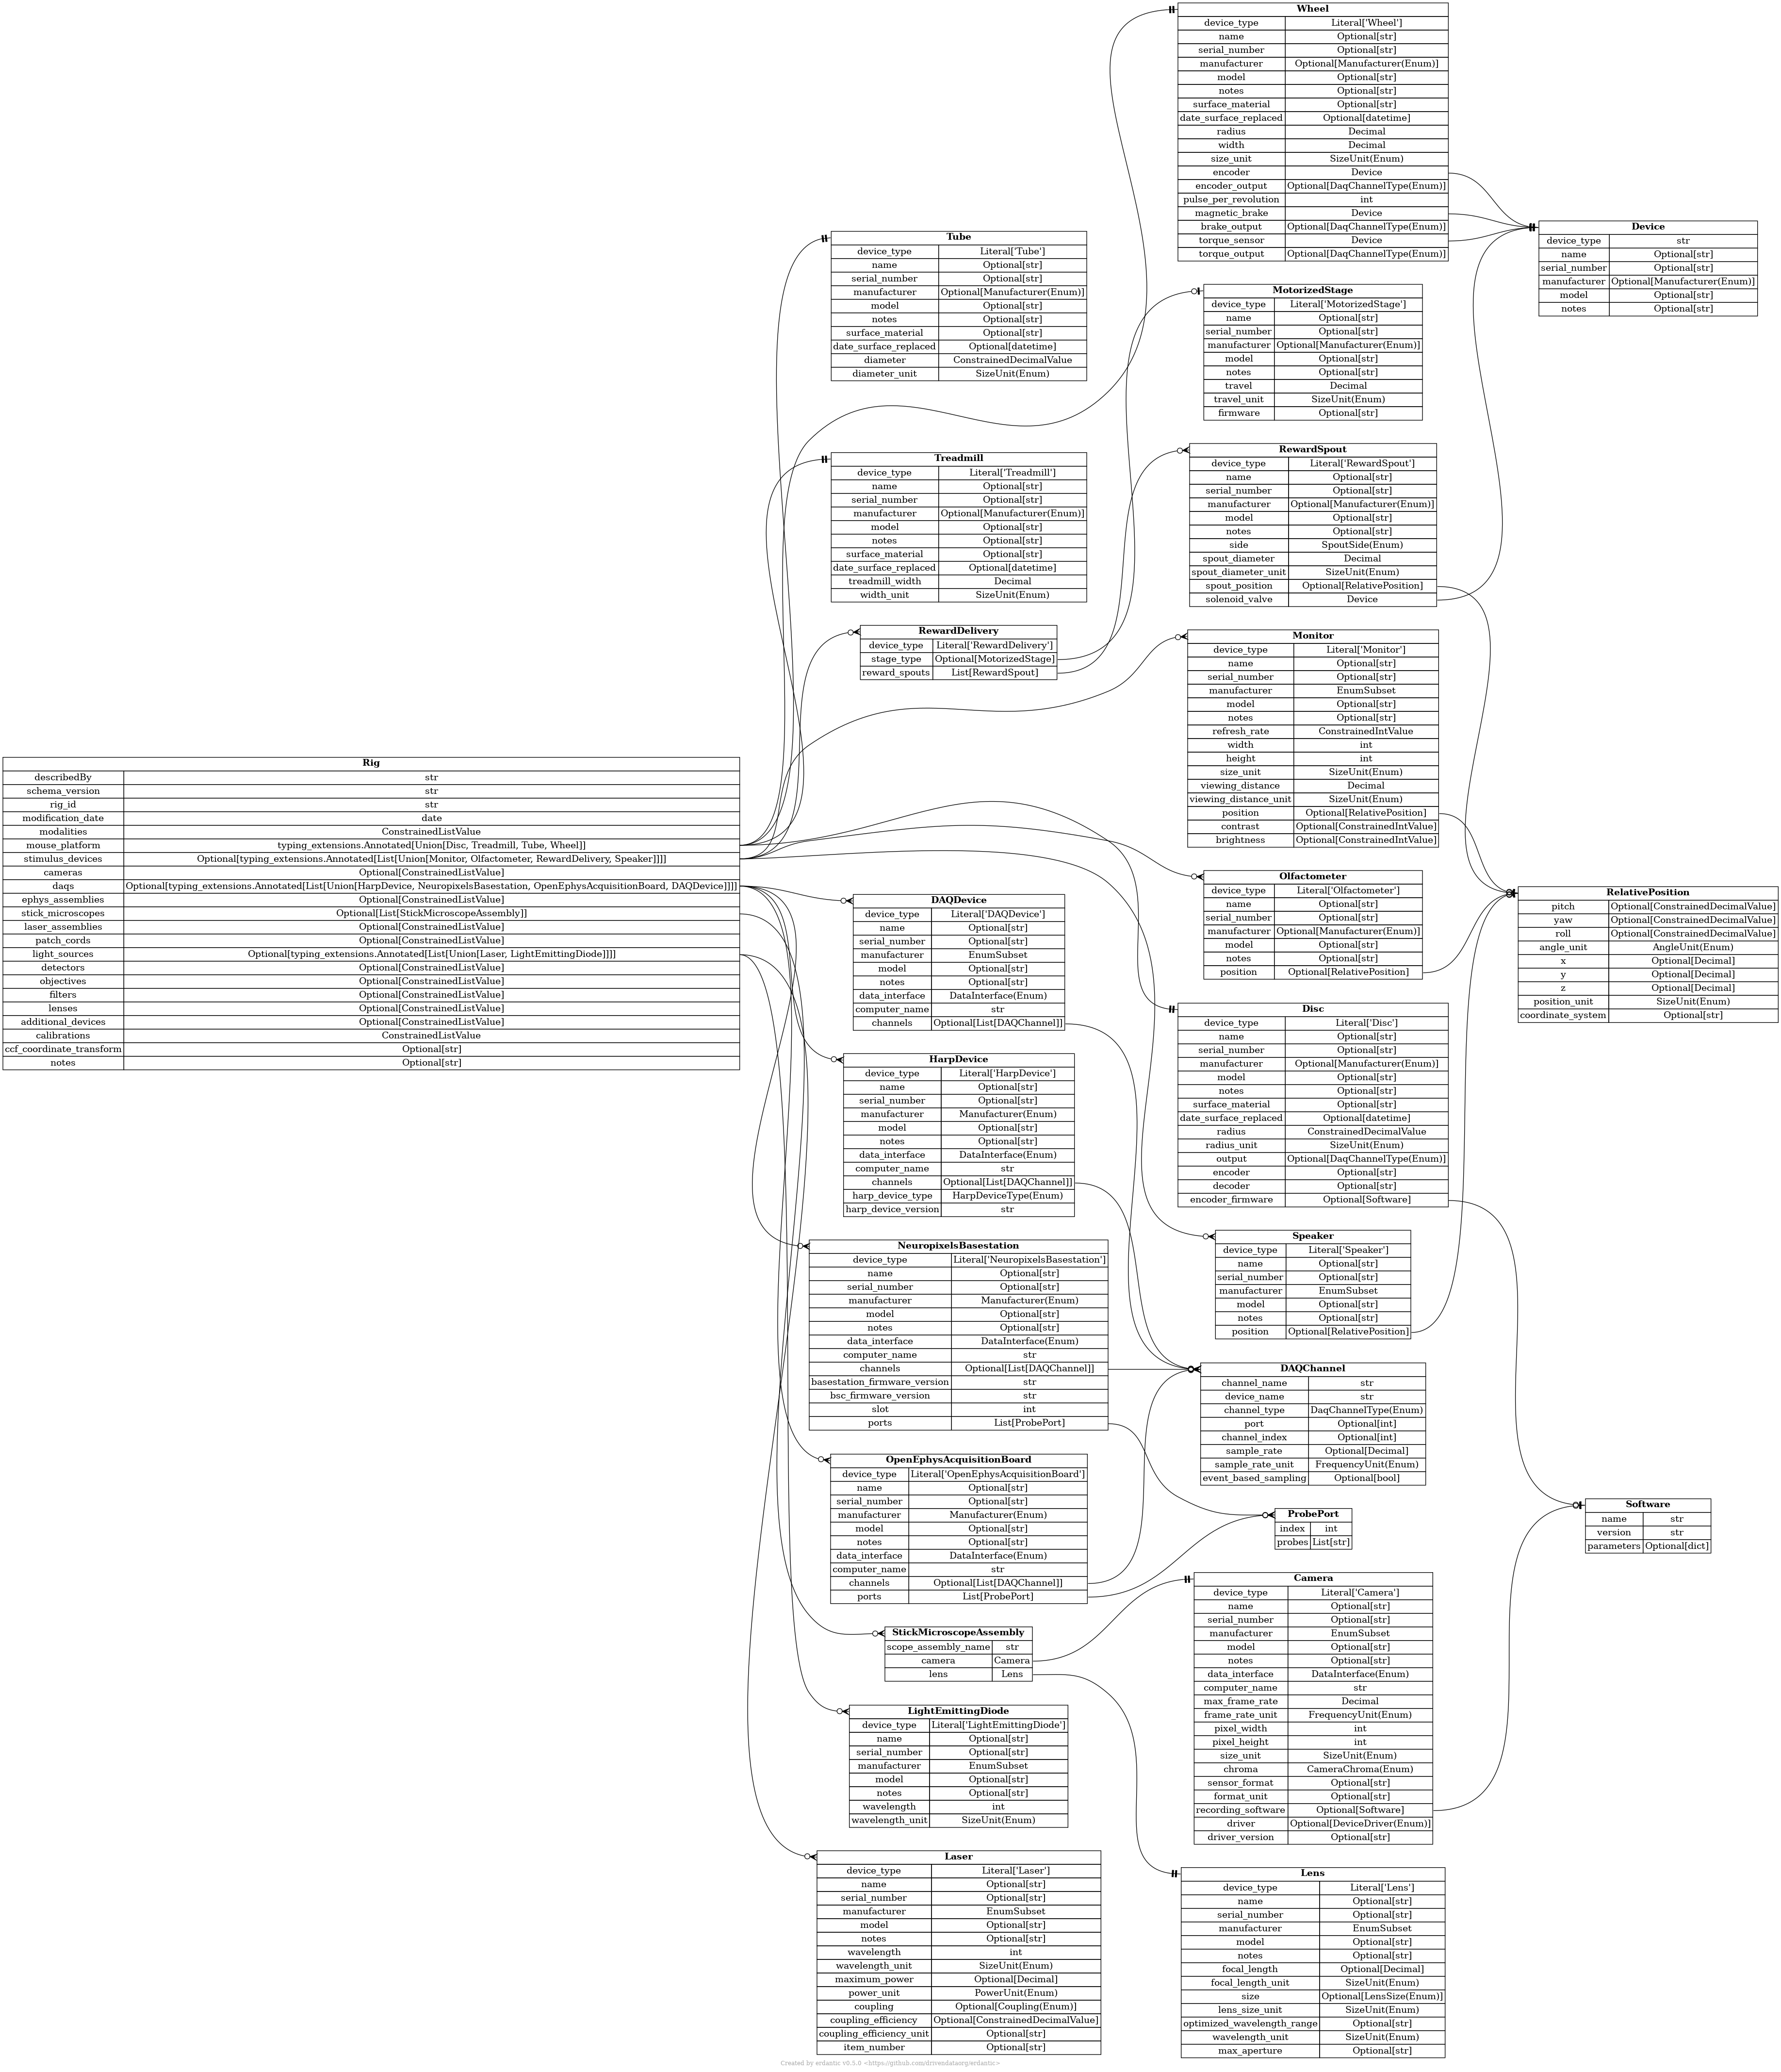 Rig
describedBy str
schema_version str
rig_id str
modification_date date
modalities ConstrainedListValue
mouse_platform typing_extensions.Annotated[Union[Disc, Treadmill, Tube, Wheel]]
stimulus_devices Optional[typing_extensions.Annotated[List[Union[Monitor, Olfactometer, RewardDelivery, Speaker]]]]
cameras Optional[ConstrainedListValue]
daqs Optional[typing_extensions.Annotated[List[Union[HarpDevice, NeuropixelsBasestation, OpenEphysAcquisitionBoard, DAQDevice]]]]
ephys_assemblies Optional[ConstrainedListValue]
stick_microscopes Optional[List[StickMicroscopeAssembly]]
laser_assemblies Optional[ConstrainedListValue]
patch_cords Optional[ConstrainedListValue]
light_sources Optional[typing_extensions.Annotated[List[Union[Laser, LightEmittingDiode]]]]
detectors Optional[ConstrainedListValue]
objectives Optional[ConstrainedListValue]
filters Optional[ConstrainedListValue]
lenses Optional[ConstrainedListValue]
additional_devices Optional[ConstrainedListValue]
calibrations ConstrainedListValue
ccf_coordinate_transform Optional[str]
notes Optional[str]
Tube
device_type Literal['Tube']
name Optional[str]
serial_number Optional[str]
manufacturer Optional[Manufacturer(Enum)]
model Optional[str]
notes Optional[str]
surface_material Optional[str]
date_surface_replaced Optional[datetime]
diameter ConstrainedDecimalValue
diameter_unit SizeUnit(Enum)
Treadmill
device_type Literal['Treadmill']
name Optional[str]
serial_number Optional[str]
manufacturer Optional[Manufacturer(Enum)]
model Optional[str]
notes Optional[str]
surface_material Optional[str]
date_surface_replaced Optional[datetime]
treadmill_width Decimal
width_unit SizeUnit(Enum)
RewardDelivery
device_type Literal['RewardDelivery']
stage_type Optional[MotorizedStage]
reward_spouts List[RewardSpout]
DAQDevice
device_type Literal['DAQDevice']
name Optional[str]
serial_number Optional[str]
manufacturer EnumSubset
model Optional[str]
notes Optional[str]
data_interface DataInterface(Enum)
computer_name str
channels Optional[List[DAQChannel]]
HarpDevice
device_type Literal['HarpDevice']
name Optional[str]
serial_number Optional[str]
manufacturer Manufacturer(Enum)
model Optional[str]
notes Optional[str]
data_interface DataInterface(Enum)
computer_name str
channels Optional[List[DAQChannel]]
harp_device_type HarpDeviceType(Enum)
harp_device_version str
NeuropixelsBasestation
device_type Literal['NeuropixelsBasestation']
name Optional[str]
serial_number Optional[str]
manufacturer Manufacturer(Enum)
model Optional[str]
notes Optional[str]
data_interface DataInterface(Enum)
computer_name str
channels Optional[List[DAQChannel]]
basestation_firmware_version str
bsc_firmware_version str
slot int
ports List[ProbePort]
OpenEphysAcquisitionBoard
device_type Literal['OpenEphysAcquisitionBoard']
name Optional[str]
serial_number Optional[str]
manufacturer Manufacturer(Enum)
model Optional[str]
notes Optional[str]
data_interface DataInterface(Enum)
computer_name str
channels Optional[List[DAQChannel]]
ports List[ProbePort]
StickMicroscopeAssembly
scope_assembly_name str
camera Camera
lens Lens
LightEmittingDiode
device_type Literal['LightEmittingDiode']
name Optional[str]
serial_number Optional[str]
manufacturer EnumSubset
model Optional[str]
notes Optional[str]
wavelength int
wavelength_unit SizeUnit(Enum)
Laser
device_type Literal['Laser']
name Optional[str]
serial_number Optional[str]
manufacturer EnumSubset
model Optional[str]
notes Optional[str]
wavelength int
wavelength_unit SizeUnit(Enum)
maximum_power Optional[Decimal]
power_unit PowerUnit(Enum)
coupling Optional[Coupling(Enum)]
coupling_efficiency Optional[ConstrainedDecimalValue]
coupling_efficiency_unit Optional[str]
item_number Optional[str]
Wheel
device_type Literal['Wheel']
name Optional[str]
serial_number Optional[str]
manufacturer Optional[Manufacturer(Enum)]
model Optional[str]
notes Optional[str]
surface_material Optional[str]
date_surface_replaced Optional[datetime]
radius Decimal
width Decimal
size_unit SizeUnit(Enum)
encoder Device
encoder_output Optional[DaqChannelType(Enum)]
pulse_per_revolution int
magnetic_brake Device
brake_output Optional[DaqChannelType(Enum)]
torque_sensor Device
torque_output Optional[DaqChannelType(Enum)]
MotorizedStage
device_type Literal['MotorizedStage']
name Optional[str]
serial_number Optional[str]
manufacturer Optional[Manufacturer(Enum)]
model Optional[str]
notes Optional[str]
travel Decimal
travel_unit SizeUnit(Enum)
firmware Optional[str]
RewardSpout
device_type Literal['RewardSpout']
name Optional[str]
serial_number Optional[str]
manufacturer Optional[Manufacturer(Enum)]
model Optional[str]
notes Optional[str]
side SpoutSide(Enum)
spout_diameter Decimal
spout_diameter_unit SizeUnit(Enum)
spout_position Optional[RelativePosition]
solenoid_valve Device
Monitor
device_type Literal['Monitor']
name Optional[str]
serial_number Optional[str]
manufacturer EnumSubset
model Optional[str]
notes Optional[str]
refresh_rate ConstrainedIntValue
width int
height int
size_unit SizeUnit(Enum)
viewing_distance Decimal
viewing_distance_unit SizeUnit(Enum)
position Optional[RelativePosition]
contrast Optional[ConstrainedIntValue]
brightness Optional[ConstrainedIntValue]
Olfactometer
device_type Literal['Olfactometer']
name Optional[str]
serial_number Optional[str]
manufacturer Optional[Manufacturer(Enum)]
model Optional[str]
notes Optional[str]
position Optional[RelativePosition]
Disc
device_type Literal['Disc']
name Optional[str]
serial_number Optional[str]
manufacturer Optional[Manufacturer(Enum)]
model Optional[str]
notes Optional[str]
surface_material Optional[str]
date_surface_replaced Optional[datetime]
radius ConstrainedDecimalValue
radius_unit SizeUnit(Enum)
output Optional[DaqChannelType(Enum)]
encoder Optional[str]
decoder Optional[str]
encoder_firmware Optional[Software]
Speaker
device_type Literal['Speaker']
name Optional[str]
serial_number Optional[str]
manufacturer EnumSubset
model Optional[str]
notes Optional[str]
position Optional[RelativePosition]
DAQChannel
channel_name str
device_name str
channel_type DaqChannelType(Enum)
port Optional[int]
channel_index Optional[int]
sample_rate Optional[Decimal]
sample_rate_unit FrequencyUnit(Enum)
event_based_sampling Optional[bool]
ProbePort
index int
probes List[str]
Camera
device_type Literal['Camera']
name Optional[str]
serial_number Optional[str]
manufacturer EnumSubset
model Optional[str]
notes Optional[str]
data_interface DataInterface(Enum)
computer_name str
max_frame_rate Decimal
frame_rate_unit FrequencyUnit(Enum)
pixel_width int
pixel_height int
size_unit SizeUnit(Enum)
chroma CameraChroma(Enum)
sensor_format Optional[str]
format_unit Optional[str]
recording_software Optional[Software]
driver Optional[DeviceDriver(Enum)]
driver_version Optional[str]
Lens
device_type Literal['Lens']
name Optional[str]
serial_number Optional[str]
manufacturer EnumSubset
model Optional[str]
notes Optional[str]
focal_length Optional[Decimal]
focal_length_unit SizeUnit(Enum)
size Optional[LensSize(Enum)]
lens_size_unit SizeUnit(Enum)
optimized_wavelength_range Optional[str]
wavelength_unit SizeUnit(Enum)
max_aperture Optional[str]
Device
device_type str
name Optional[str]
serial_number Optional[str]
manufacturer Optional[Manufacturer(Enum)]
model Optional[str]
notes Optional[str]
RelativePosition
pitch Optional[ConstrainedDecimalValue]
yaw Optional[ConstrainedDecimalValue]
roll Optional[ConstrainedDecimalValue]
angle_unit AngleUnit(Enum)
x Optional[Decimal]
y Optional[Decimal]
z Optional[Decimal]
position_unit SizeUnit(Enum)
coordinate_system Optional[str]
Software
name str
version str
parameters Optional[dict]
Created by erdantic v0.5.0 <https://github.com/drivendataorg/erdantic>